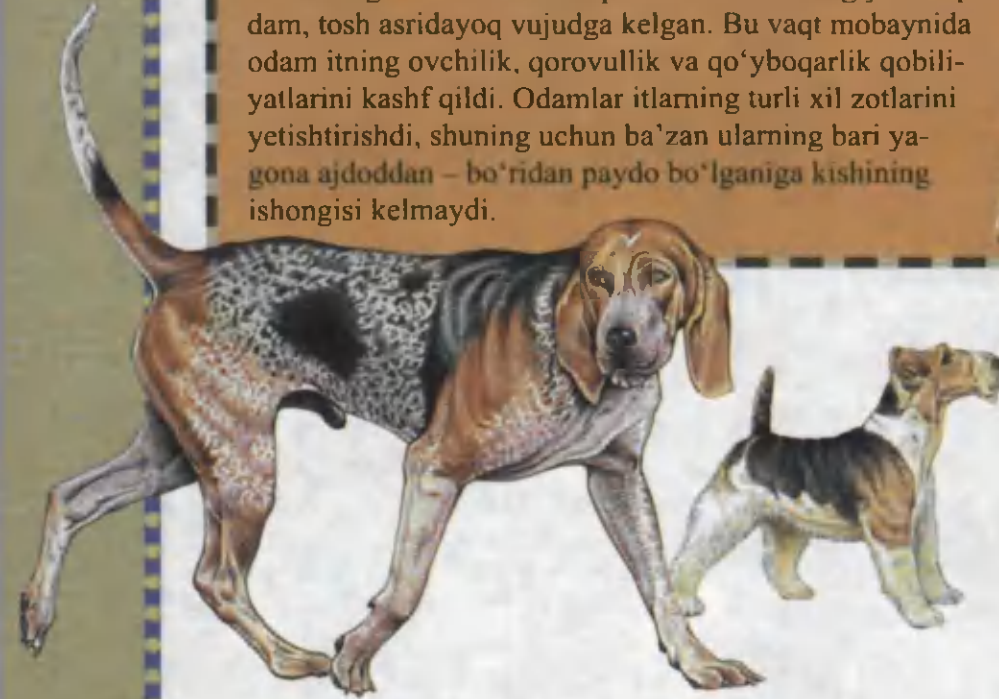 dam, tosh asridayoq vujudga kelgan. Bu vaqt mobaynida
odam itning ovchilik, qorovullik va qo‘yboqarlik qobili-
yatlarini kashf qildi. Odamlar itlarning turli xil zotlarini
yetishtirishdi, shuning uchun ba’zan ularning bari ya-
gona ajdoddan – bo‘ridan paydo bo‘lganiga kishining
ishongisi kelmaydi.